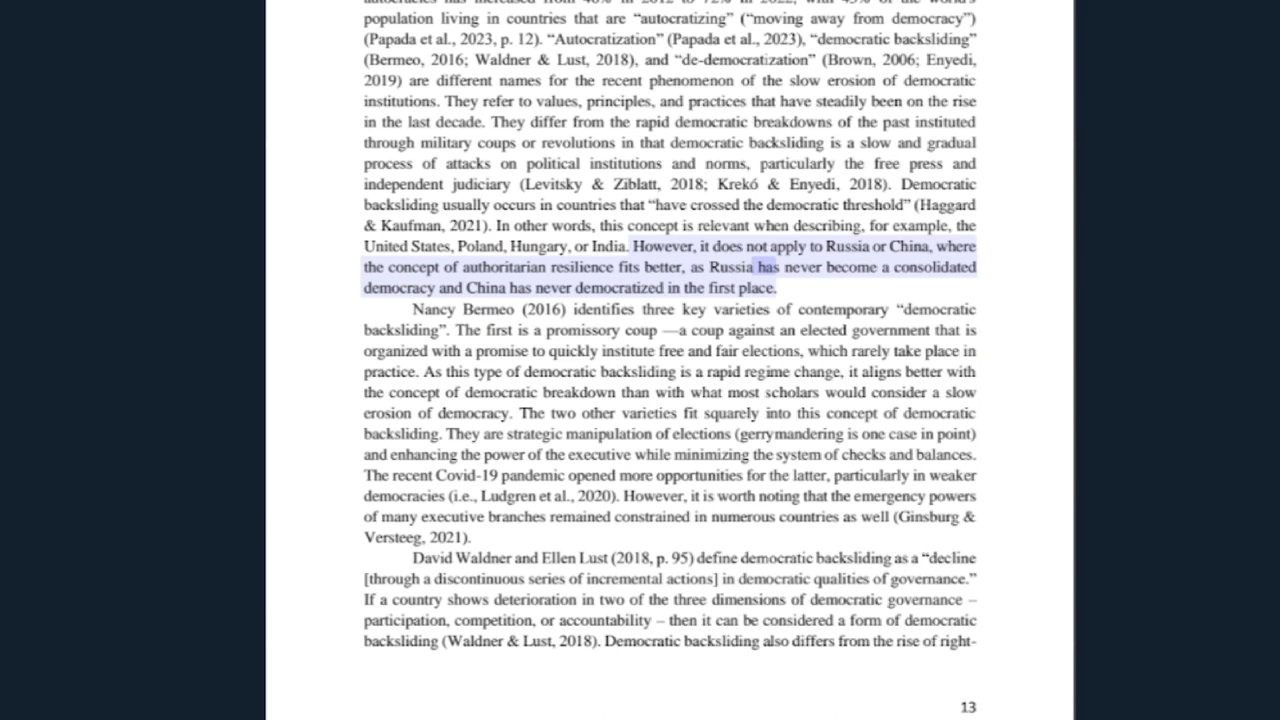 population living in countries that are “autocratizing” (“moving away from democracy”)
(Papada et al., 2023, p. 12). “Autocratization” (Papada et al., 2023), “democratic backsliding”
(Bermeo, 2016; Waldner & Lust, 2018), and “de-democratization” (Brown, 2006; Enyedi,
2019) are different names for the recent phenomenon of the slow erosion of democratic
institutions. They refer to values, principles, and practices that have steadily been on the rise
in the last decade. They differ from the rapid democratic breakdowns of the past instituted
through military coups or revolutions in that democratic backsliding is a slow and gradual
process of attacks on political institutions and norms, particularly the free press and
independent judiciary (Levitsky & Ziblatt, 2018; Krekó & Enyedi, 2018). Democratic
backsliding usually occurs in countries that “have crossed the democratic threshold” (Haggard
& Kaufman, 2021). In other words, this concept is relevant when describing, for example, the
United States, Poland, Hungary, or India. However, it does not apply to Russia or China, where
the concept of authoritarian resilience fits better, as Russia has never become a consolidated
democracy and China has never democratized in the first place.
Nancy Bermeo (2016) identifies three key varieties of contemporary “democratic
backsliding”. The first is a promissory coup —a coup against an elected government that is
organized with a promise to quickly institute free and fair elections, which rarely take place in
practice. As this type of democratic backsliding is a rapid regime change, it aligns better with
the concept of democratic breakdown than with what most scholars would consider a slow
erosion of democracy. The two other varieties fit squarely into this concept of democratic
backsliding. They are strategic manipulation of elections (gerrymandering is one case in point)
and enhancing the power of the executive while minimizing the system of checks and balances.
The recent Covid-19 pandemic opened more opportunities for the latter, particularly in weaker
democracies (i.e., Ludgren et al., 2020). However, it is worth noting that the emergency powers
of many executive branches remained constrained in numerous countries as well (Ginsburg &
Versteeg, 2021).
David Waldner and Ellen Lust (2018, p. 95) define democratic backsliding as a “decline
[through a discontinuous series of incremental actions] in democratic qualities of governance.”
If a country shows deterioration in two of the three dimensions of democratic governance –
participation, competition, or accountability – then it can be considered a form of democratic
backsliding (Waldner & Lust, 2018). Democratic backsliding also differs from the rise of right-
13